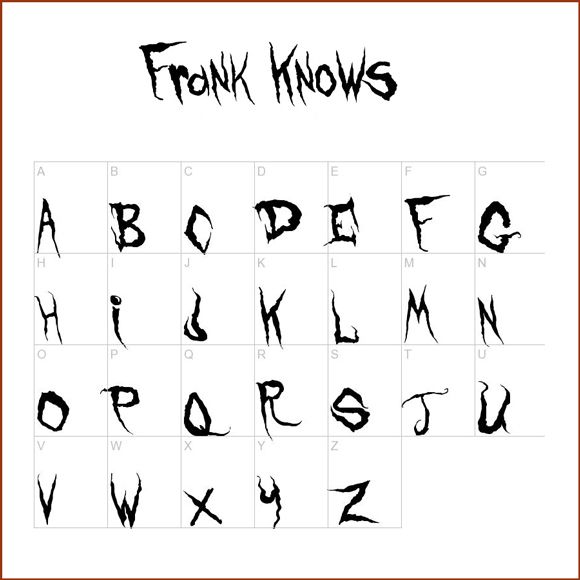 Frank Knows
A B C D E F G
A B C D E F G
H I J K L M N
H i J K L M N
O P Q R S T U
O P Q R S T U
V W X Y Z
V W X Y Z